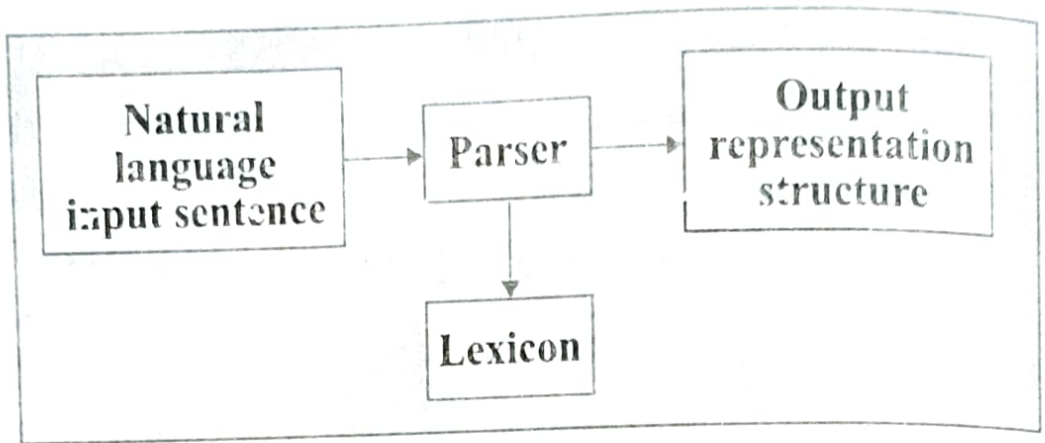 Natural
language
input sentence
Parser
Output
representation
structure
Lexicon